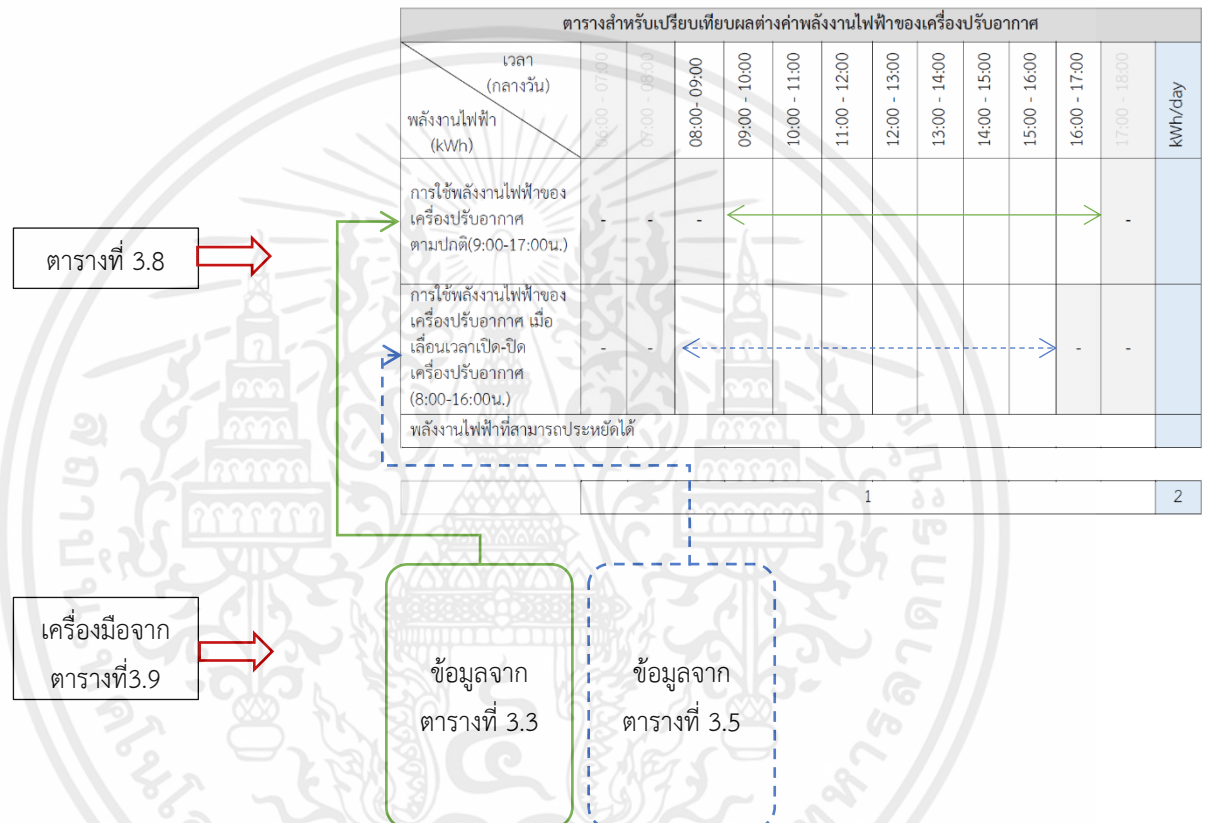 ตารางสำหรับเปรียบเทียบผลต่างค่าพลังงานไฟฟ้าของเครื่องปรับอากาศ
เวลา
(กลางวัน)
พลังงานไฟฟ้า
(kWh)
06:00 - 07:00
07:00 - 08:00
08:00- 09:00
09:00 - 10:00
10:00 - 11:00
11:00 - 12:00
12:00 - 13:00
13:00 - 14:00
14:00 - 15:00
15:00 - 16:00
16:00 - 17:00
17:00 - 18:00
kWh/day
การใช้พลังงานไฟฟ้าของ
เครื่องปรับอากาศ
ตามปกติ(9:00-17:00น.)
- - - -
การใช้พลังงานไฟฟ้าของ
เครื่องปรับอากาศ เมื่อ
เลื่อนเวลาเปิด-ปิด
เครื่องปรับอากาศ
(8:00-16:00น.)
- - - -
พลังงานไฟฟ้าที่สามารถประหยัดได้
1 2
ตารางที่ 3.8
เครื่องมือจาก
ตารางที่3.9
ข้อมูลจาก
ตารางที่ 3.3
ข้อมูลจาก
ตารางที่ 3.5